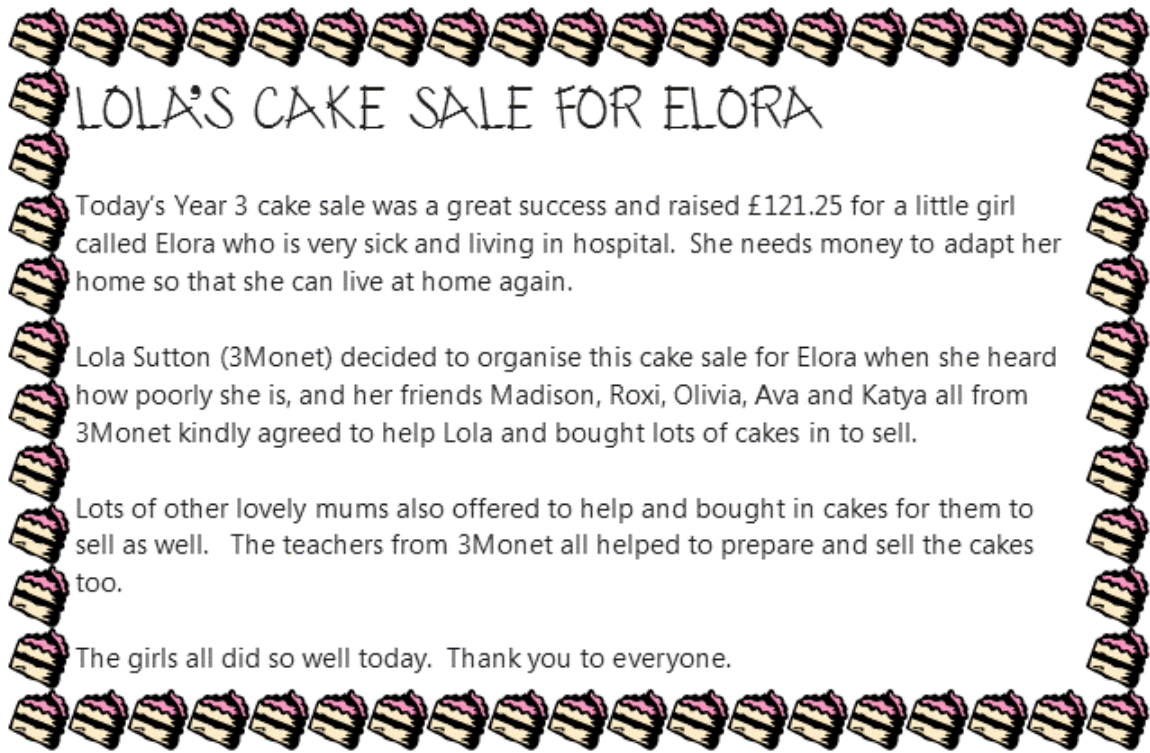 LOLA'S CAKE SALE FOR ELORA
Today's Year 3 cake sale was a great success and raised £121.25 for a little girl
called Elora who is very sick and living in hospital.  She needs money to adapt her
home so that she can live at home again.
Lola Sutton (3Monet) decided to organise this cake sale for Elora when she heard
how poorly she is, and her friends Madison, Roxi, Olivia, Ava and Katya all from
3Monet kindly agreed to help Lola and bought lots of cakes in to sell.
Lots of other lovely mums also offered to help and bought in cakes for them to
sell as well.   The teachers from 3Monet all helped to prepare and sell the cakes
too.
The girls all did so well today.  Thank you to everyone.